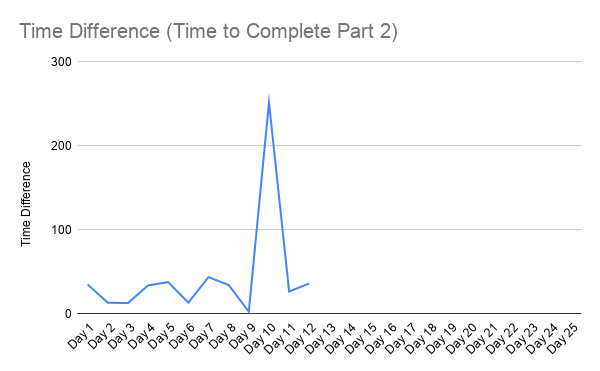 Time Difference (Time to Complete Part 2)
300
200
100
0
Time Difference
Day 1
Day 2
Day 3
Day 4
Day 5
Day 6
Day 7
Day 8
Day 9
Day 10
Day 11
Day 12
Day 13
Day 14
Day 15
Day 16
Day 17
Day 18
Day 19
Day 20
Day 21
Day 22
Day 23
Day 24
Day 25